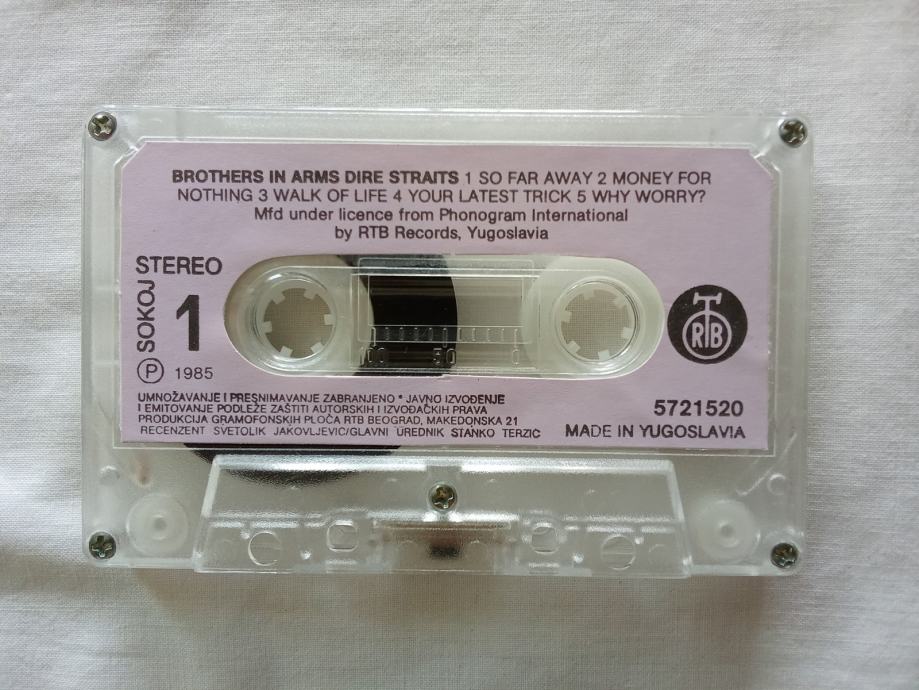 BROTHERS IN ARMS DIRE STRAITS 1 SO FAR AWAY 2 MONEY FOR
NOTHING 3 WALK OF LIFE 4 YOUR LATEST TRICK 5 WHY WORRY?
Mfd under licence from Phonogram International
by RTB Records, Yugoslavia
STEREO
SOKOJ
1
RTB
100 50 0
Ⓟ 1985
UMNOŽAVANJE I PRESNIMAVANJE ZABRANJENO * JAVNO IZVOĐENJE
I EMITOVANJE PODLEŽE ZAŠTITI AUTORSKIH I IZVOĐAČKIH PRAVA
PRODUKCIJA GRAMOFONSKIH PLOČA RTB BEOGRAD, MAKEDONSKA 21
RECENZENT SVETOLIK JAKOVLJEVIC/GLAVNI UREDNIK STANKO TERZIC
5721520
MADE IN YUGOSLAVIA